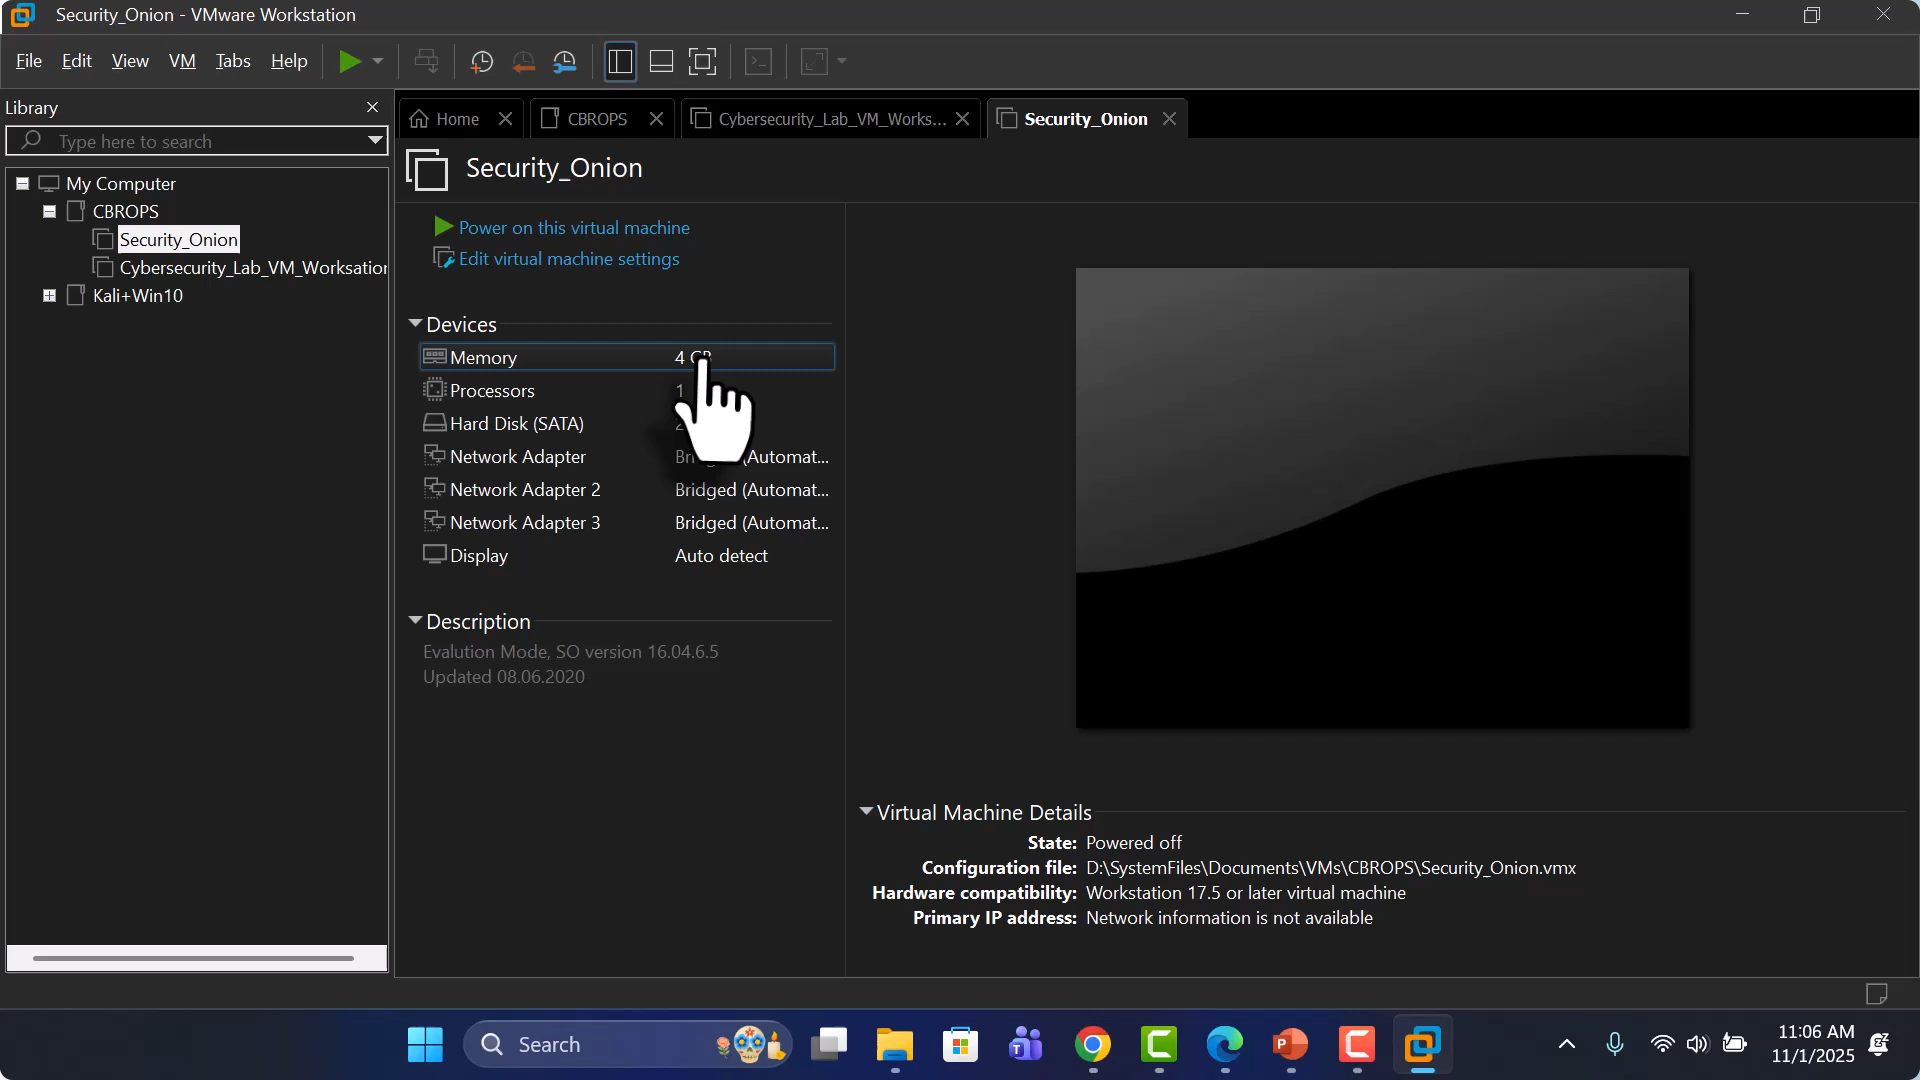 Security_Onion - VMware Workstation
File Edit View VM Tabs Help
Library
Type here to search
My Computer
CBROPS
Security_Onion
Cybersecurity_Lab_VM_Worksation
Kali+Win10
Home
CBROPS
Cybersecurity_Lab_VM_Works...
Security_Onion
Security_Onion
Power on this virtual machine
Edit virtual machine settings
Devices
Memory 4 GB
Processors 1
Hard Disk (SATA)
Network Adapter (Automat...
Network Adapter 2 Bridged (Automat...
Network Adapter 3 Bridged (Automat...
Display Auto detect
Description
Evalution Mode, SO version 16.04.6.5
Updated 08.06.2020
Virtual Machine Details
State: Powered off
Configuration file: D:\SystemFiles\Documents\VMs\CBROPS\Security_Onion.vmx
Hardware compatibility: Workstation 17.5 or later virtual machine
Primary IP address: Network information is not available
Search
11:06 AM
11/1/2025